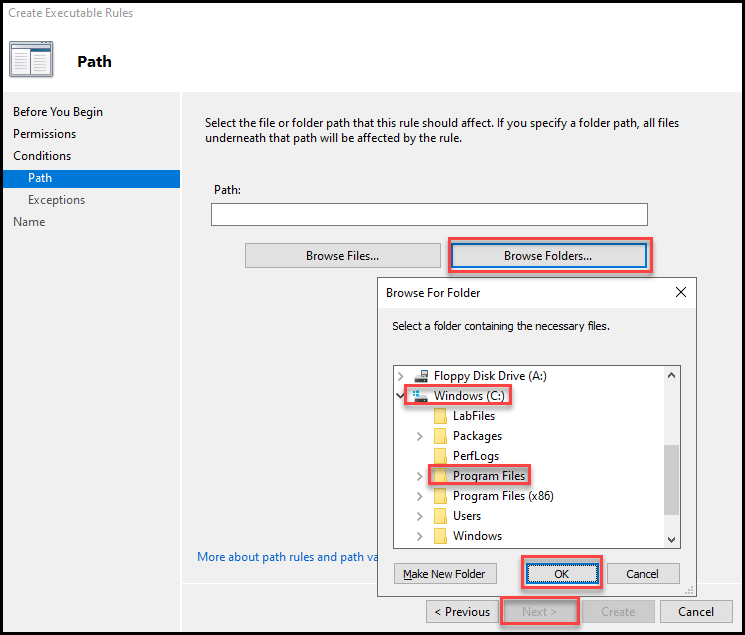 Create Executable Rules
Path
Before You Begin
Permissions
Conditions
Path
Exceptions
Name
Select the file or folder path that this rule should affect. If you specify a folder path, all files
underneath that path will be affected by the rule.
Path:
Browse Files...
Browse Folders...
Browse For Folder
Select a folder containing the necessary files.
Floppy Disk Drive (A:)
Windows (C:)
LabFiles
Packages
PerfLogs
Program Files
Program Files (x86)
Users
Windows
Make New Folder
OK
Cancel
More about path rules and path va
< Previous
Next >
Create
Cancel